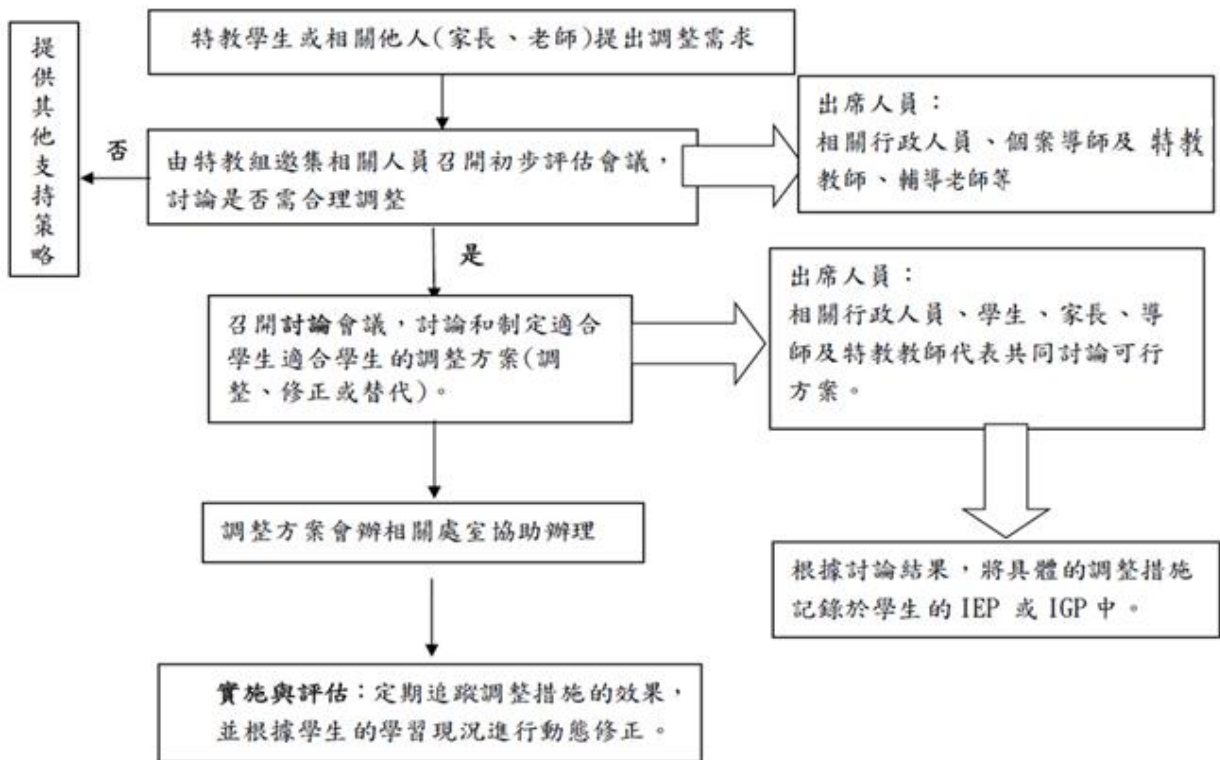 特教學生或相關他人(家長、老師)提出調整需求
提供其他支持策略
否
由特教組邀集相關人員召開初步評估會議，
討論是否需合理調整
出席人員：
相關行政人員、個案導師及 特教
教師、輔導老師等
是
召開討論會議，討論和制定適合
學生適合學生的調整方案(調
整、修正或替代)。
出席人員：
相關行政人員、學生、家長、導
師及特教教師代表共同討論可行
方案。
調整方案會辦相關處室協助辦理
根據討論結果，將具體的調整措施
記錄於學生的 IEP 或 IGP 中。
實施與評估：定期追蹤調整措施的效果，
並根據學生的學習現況進行動態修正。